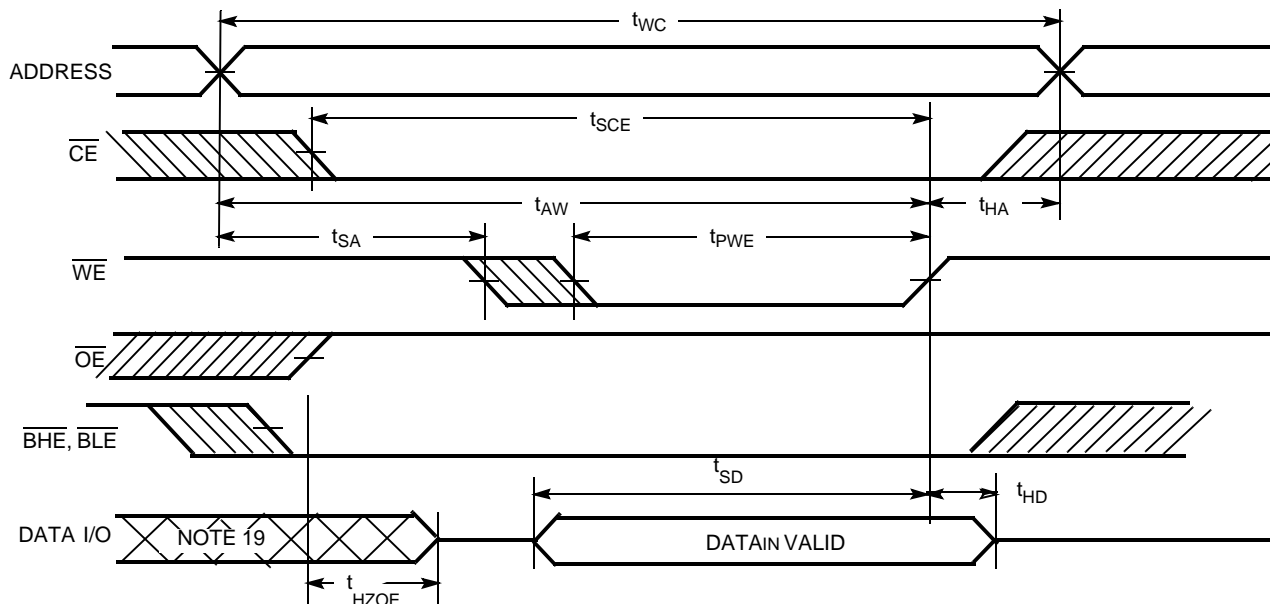 tWC
ADDRESS
tSCE
CE
tAW
tHA
tSA
tPWE
WE
OE
BHE, BLE
tSD
tHD
DATA I/O
NOTE 19
DATAIN VALID
tHZOE